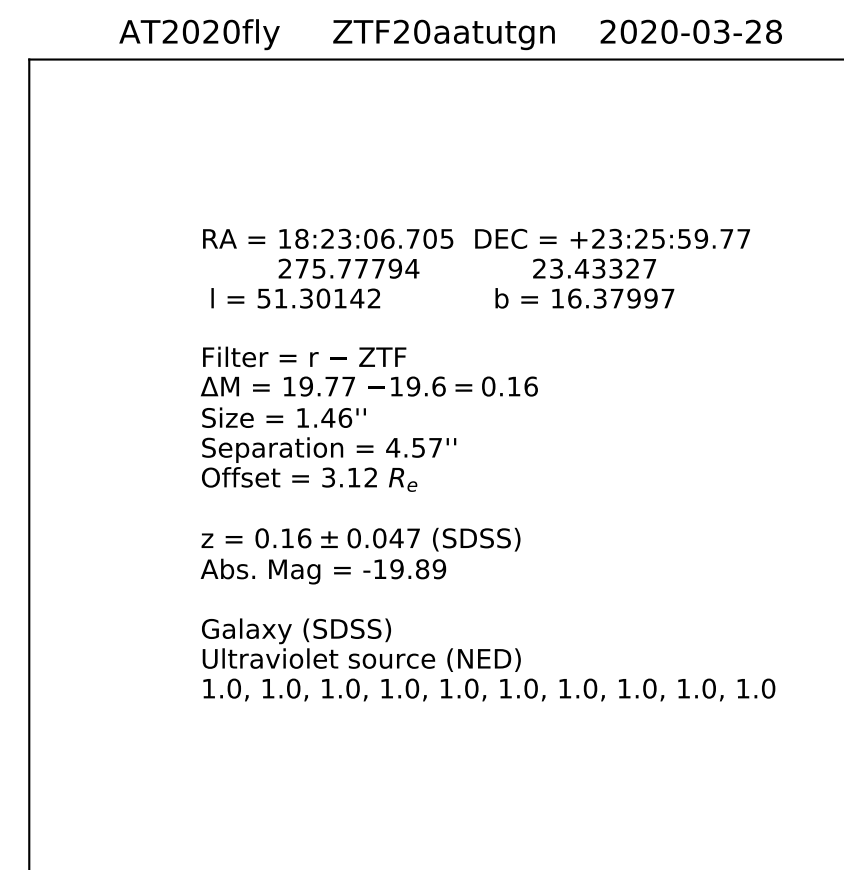 AT2020fly ZTF20aatutgn 2020-03-28
RA = 18:23:06.705 DEC = +23:25:59.77
275.77794 23.43327
l = 51.30142 b = 16.37997
Filter = r − ZTF
ΔM = 19.77 −19.6 = 0.16
Size = 1.46''
Separation = 4.57''
Offset = 3.12 Re
z = 0.16 ± 0.047 (SDSS)
Abs. Mag = -19.89
Galaxy (SDSS)
Ultraviolet source (NED)
1.0, 1.0, 1.0, 1.0, 1.0, 1.0, 1.0, 1.0, 1.0, 1.0